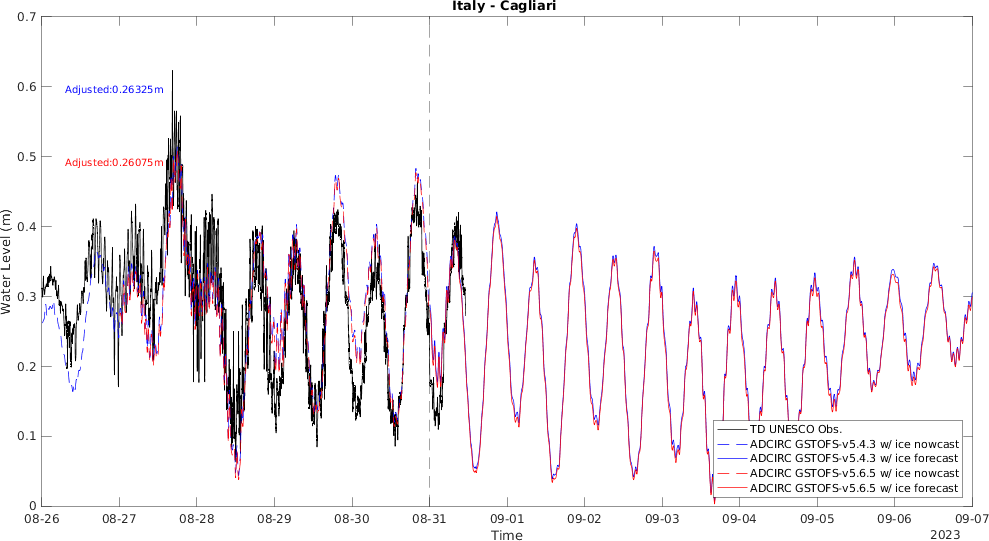 Italy - Cagliari
0.7
0.6
0.5
0.4
0.3
0.2
0.1
0
Water Level (m)
Adjusted:0.26325m
Adjusted:0.26075m
TD UNESCO Obs.
ADCIRC GSTOFS-v5.4.3 w/ ice nowcast
ADCIRC GSTOFS-v5.4.3 w/ ice forecast
ADCIRC GSTOFS-v5.6.5 w/ ice nowcast
ADCIRC GSTOFS-v5.6.5 w/ ice forecast
08-26 08-27 08-28 08-29 08-30 08-31 09-01 09-02 09-03 09-04 09-05 09-06 09-07
Time
2023